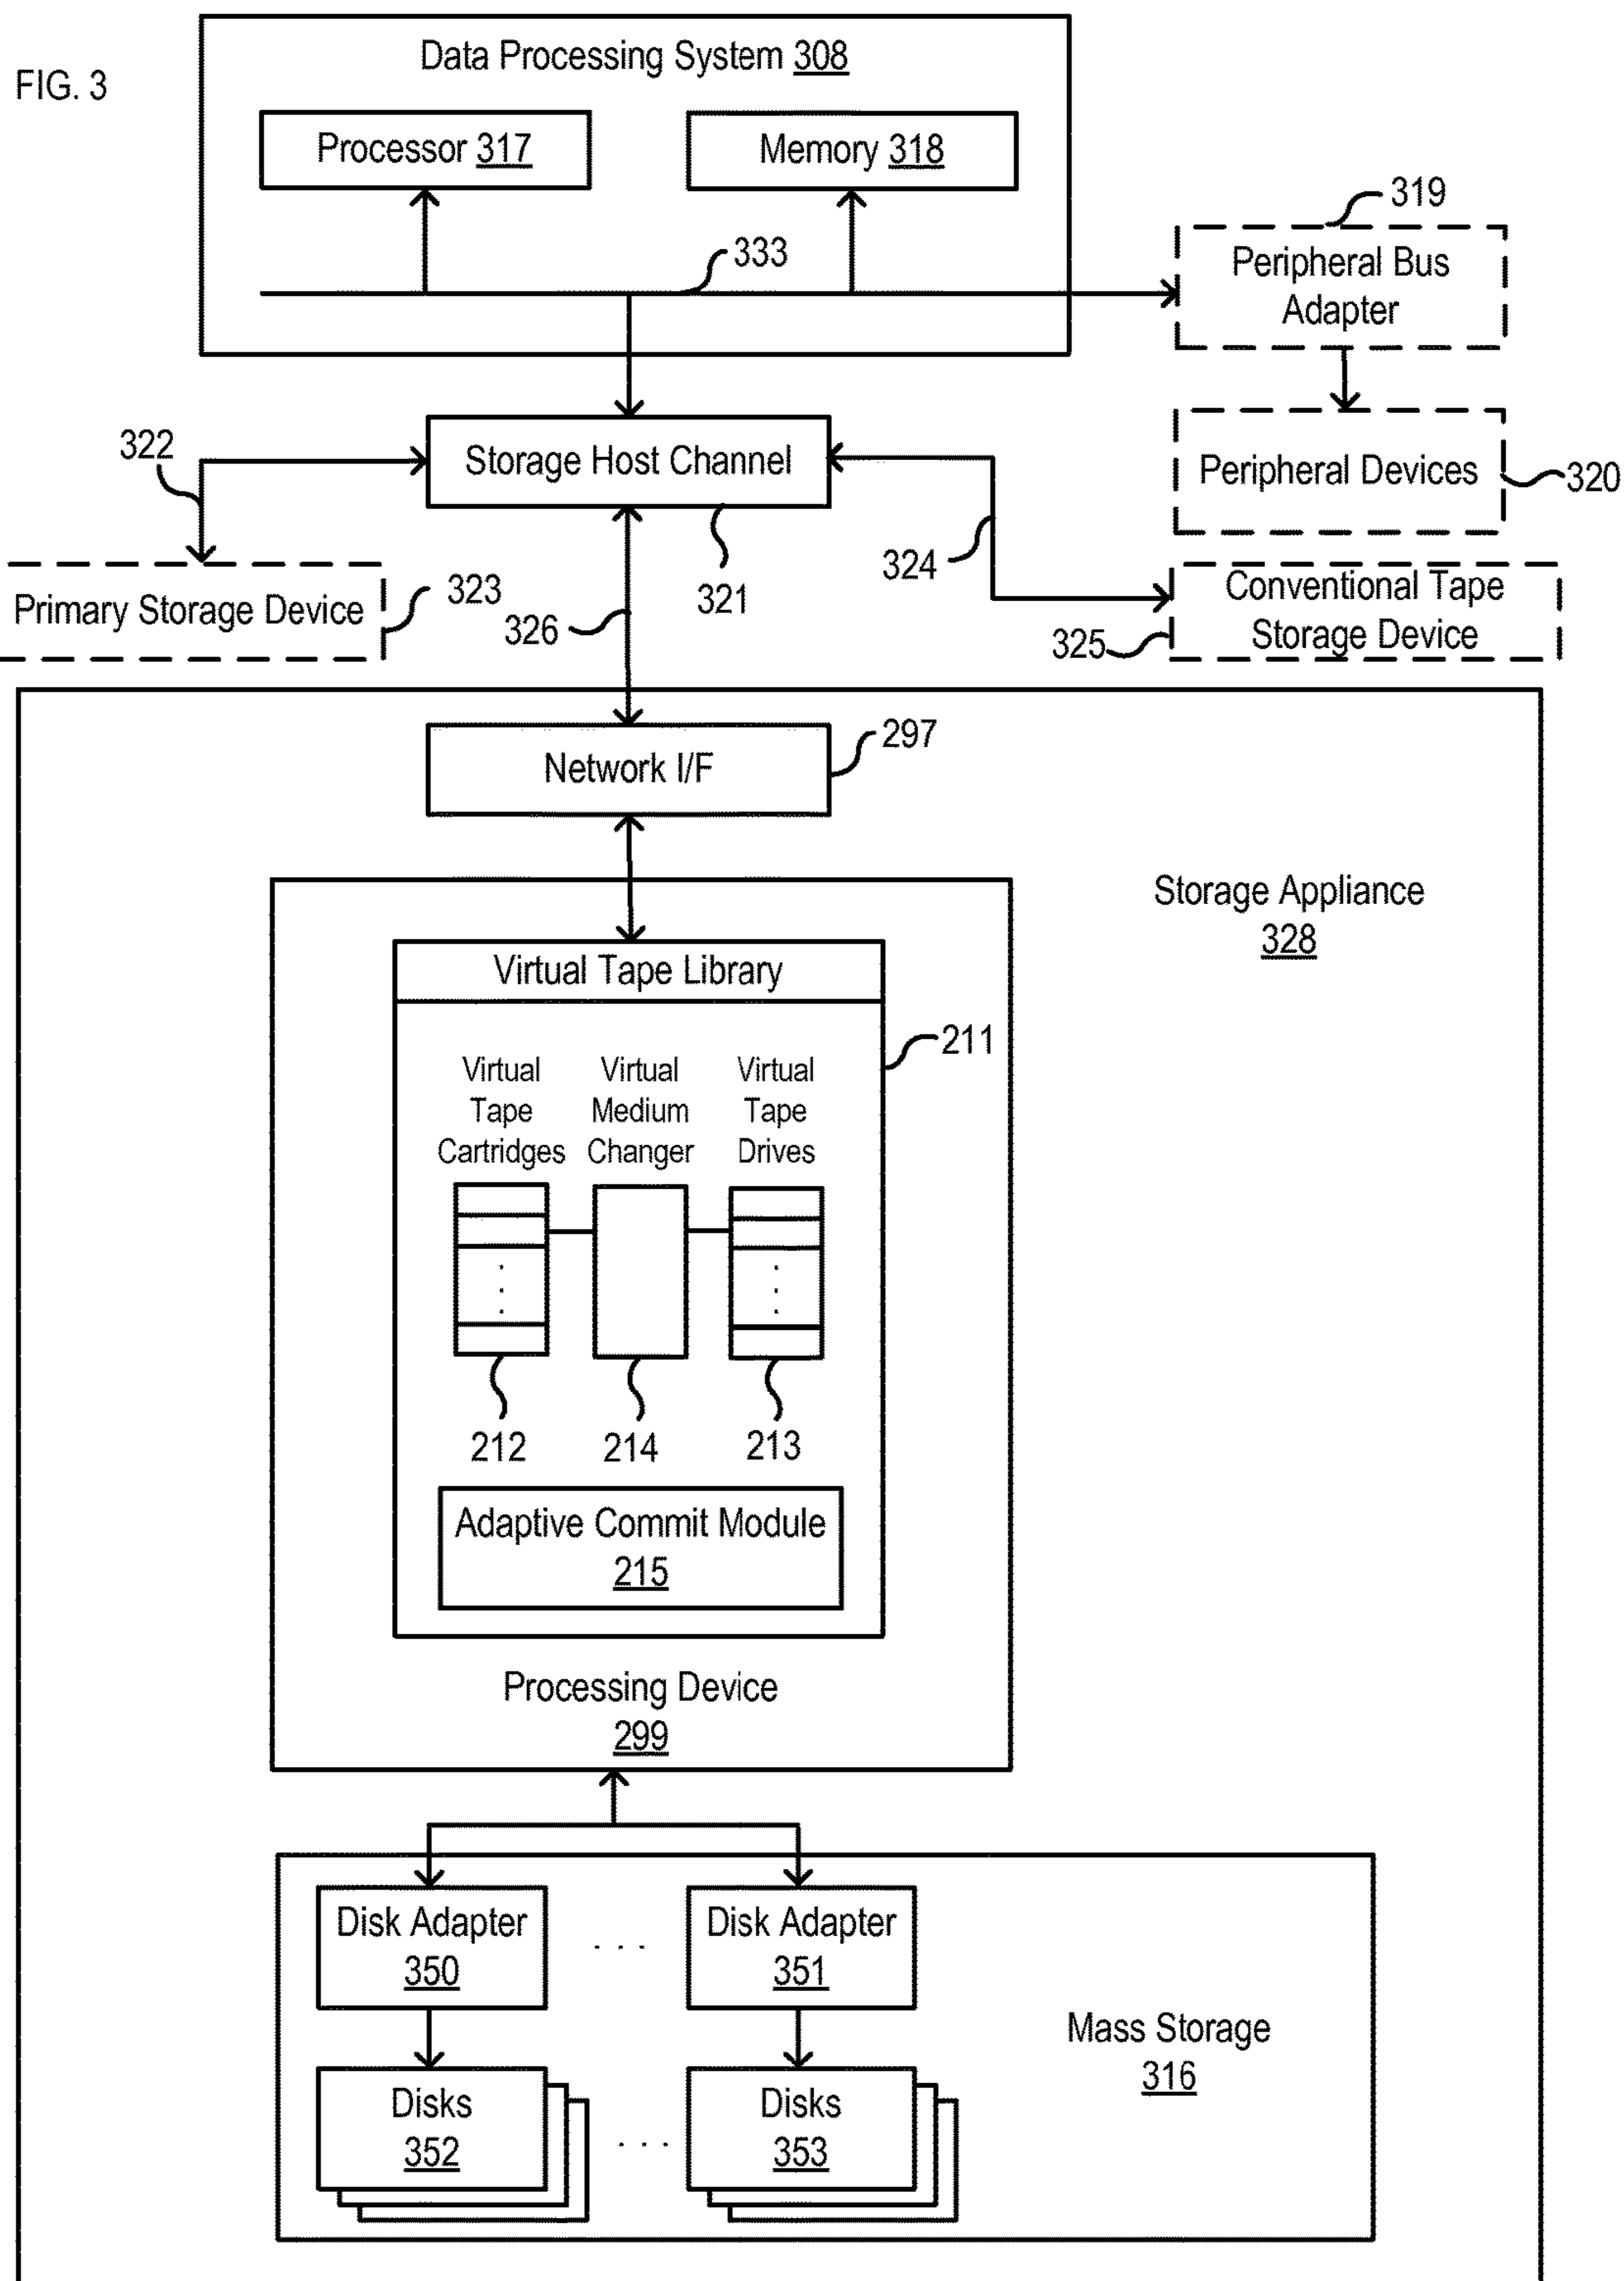 FIG. 3
Data Processing System 308
Processor 317
Memory 318
333
319
Peripheral Bus
Adapter
322
Storage Host Channel
Peripheral Devices
320
324
321
Primary Storage Device
323
326
Conventional Tape
Storage Device
325
Network I/F
297
Storage Appliance
328
Virtual Tape Library
211
Virtual
Tape
Cartridges
Virtual
Medium
Changer
Virtual
Tape
Drives
212
214
213
Adaptive Commit Module
215
Processing Device
299
Disk Adapter
350
. . .
Disk Adapter
351
Mass Storage
316
Disks
352
. . .
Disks
353